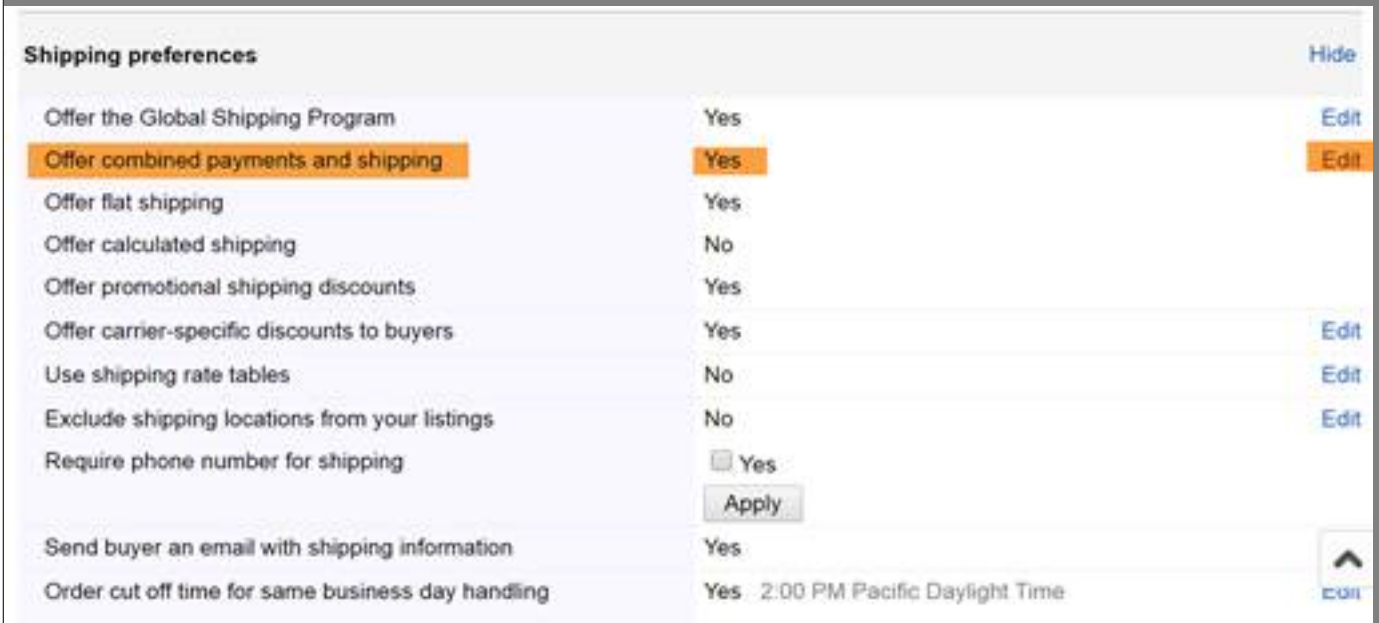 Shipping preferences Hide
Offer the Global Shipping Program Yes Edit
Offer combined payments and shipping Yes Edit
Offer flat shipping Yes
Offer calculated shipping No
Offer promotional shipping discounts Yes
Offer carrier-specific discounts to buyers Yes Edit
Use shipping rate tables No Edit
Exclude shipping locations from your listings No Edit
Require phone number for shipping Yes
Apply
Send buyer an email with shipping information Yes
Order cut off time for same business day handling Yes 2:00 PM Pacific Daylight Time Edit